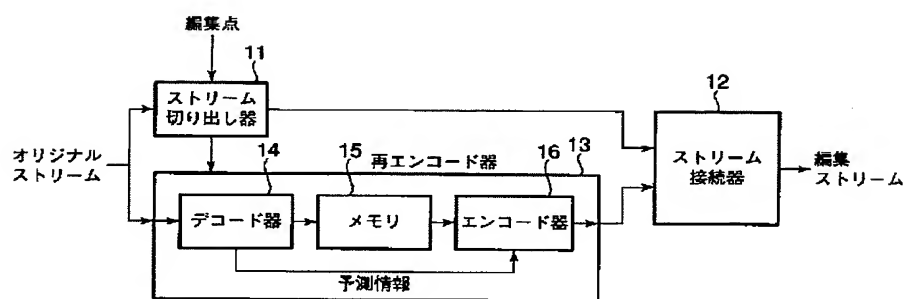 編集点
11
ストリーム
切り出し器
12
オリジナル
ストリーム
14
15
再エンコード器
16
13
ストリーム
接続器
編集
ストリーム
デコード器
メモリ
エンコード器
予測情報